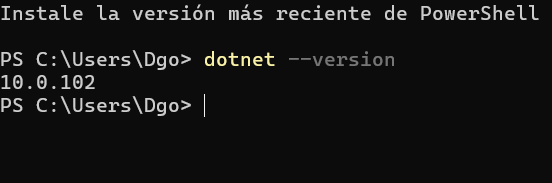 Instale la versión más reciente de PowerShell
PS C:\Users\Dgo> dotnet --version
10.0.102
PS C:\Users\Dgo>